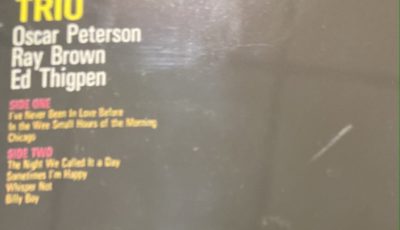 TRIO
Oscar Peterson
Ray Brown
Ed Thigpen
SIDE ONE
I've Never Been In Love Before
In the Wee Small Hours of the Morning
Chicago
SIDE TWO
The Night We Called It a Day
Sometimes I'm Happy
Whisper Not
Billy Boy